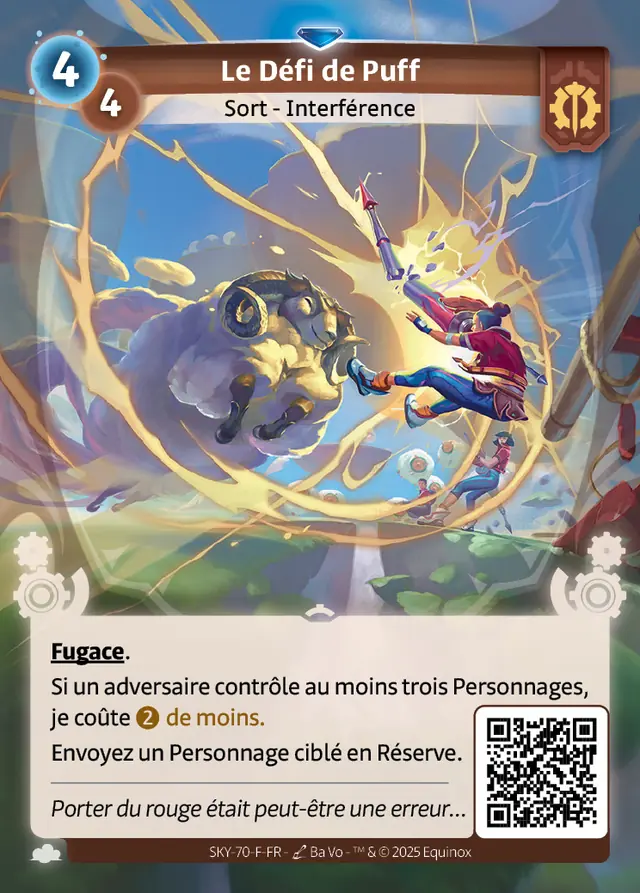 4
4
Le Défi de Puff
Sort - Interférence
Fugace.
Si un adversaire contrôle au moins trois Personnages,
je coûte 2 de moins.
Envoyez un Personnage ciblé en Réserve.
Porter du rouge était peut-être une erreur...
SKY-70-F-FR - Ba Vo - ™ & © 2025 Equinox